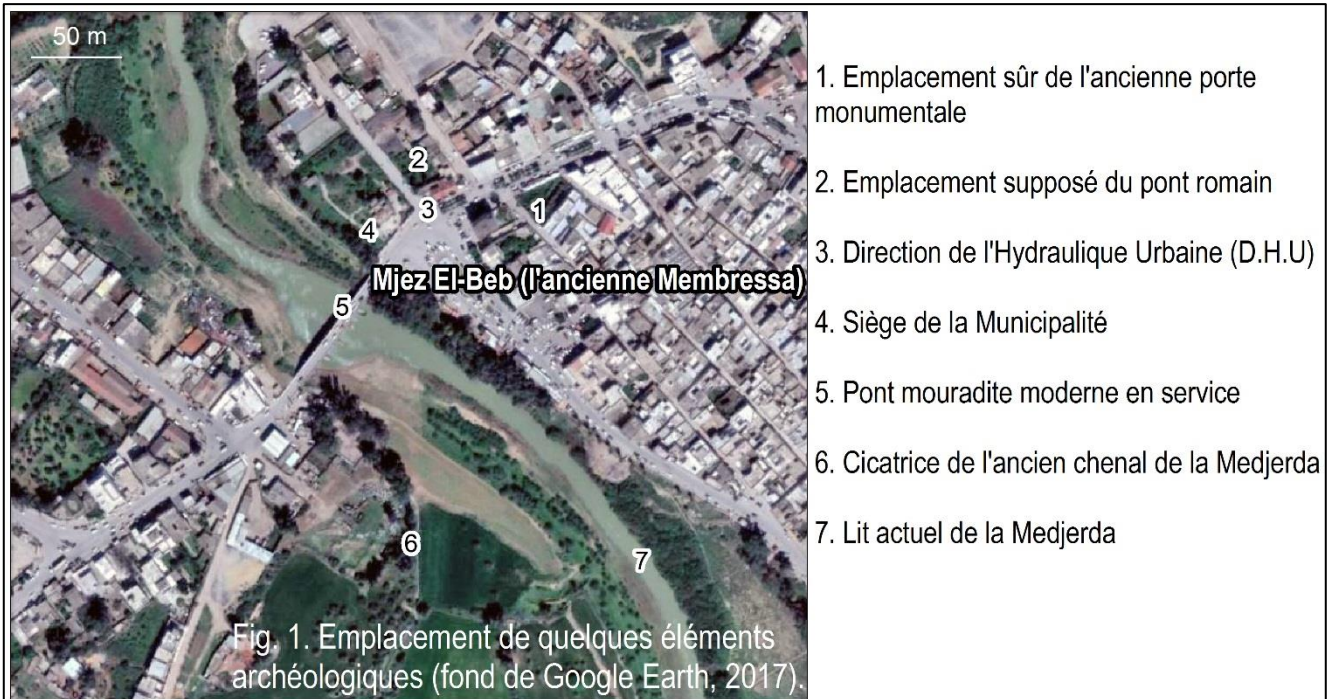 50 m
1. Emplacement sûr de l'ancienne porte
monumentale
2. Emplacement supposé du pont romain
3. Direction de l'Hydraulique Urbaine (D.H.U)
4. Siège de la Municipalité
5. Pont mouradite moderne en service
6. Cicatrice de l'ancien chenal de la Medjerda
7. Lit actuel de la Medjerda
2
3
1
4
Mjez El-Beb (l'ancienne Membressa)
5
6
7
Fig. 1. Emplacement de quelques éléments
archéologiques (fond de Google Earth, 2017).